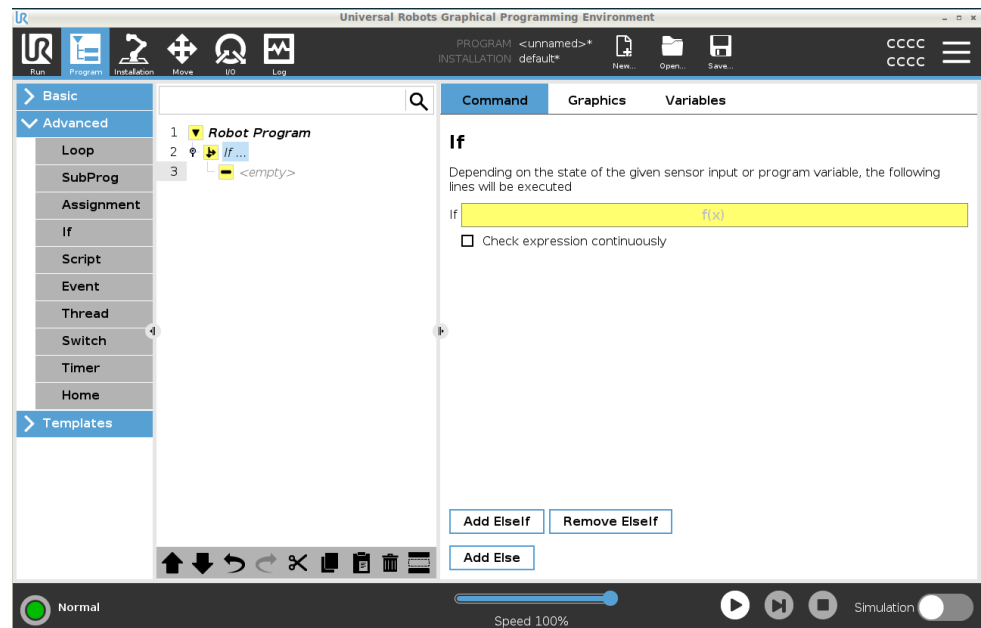 UR
Universal Robots Graphical Programming Environment
UR
Run
Program
Installation
Move
I/O
Log
PROGRAM <unnamed>*
INSTALLATION default*
New...
Open...
Save...
CCCC
CCCC
Basic
Advanced
Loop
SubProg
Assignment
If
Script
Event
Thread
Switch
Timer
Home
Templates
1 Robot Program
2 If ...
3 <empty>
Command Graphics Variables
If
Depending on the state of the given sensor input or program variable, the following
lines will be executed
If f(x)
Check expression continuously
Add ElseIf Remove ElseIf
Add Else
Normal
Speed 100%
Simulation